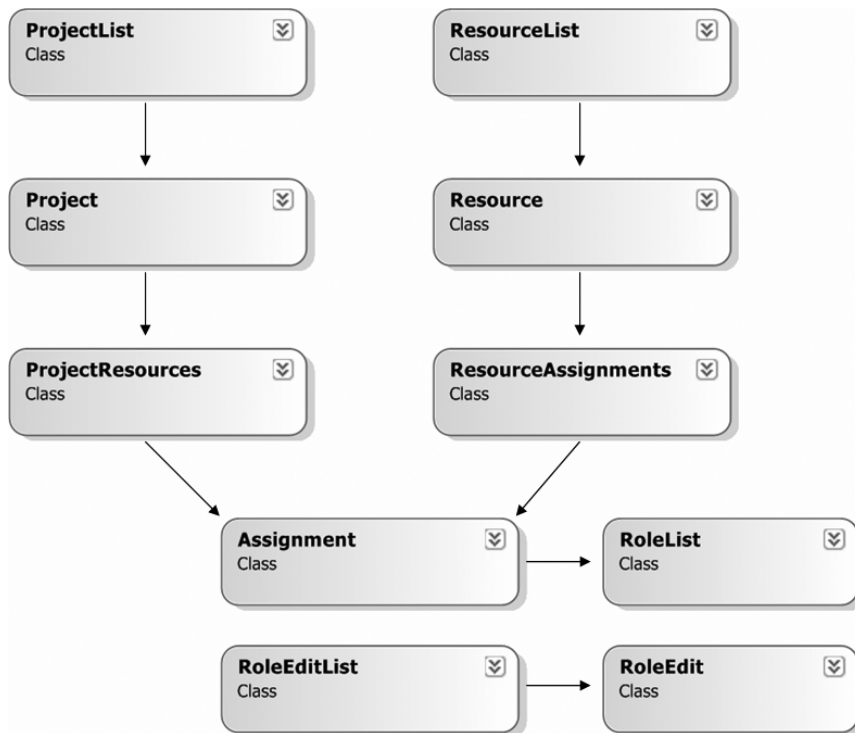 ProjectList
Class
ResourceList
Class
Project
Class
Resource
Class
ProjectResources
Class
ResourceAssignments
Class
Assignment
Class
RoleList
Class
RoleEditList
Class
RoleEdit
Class